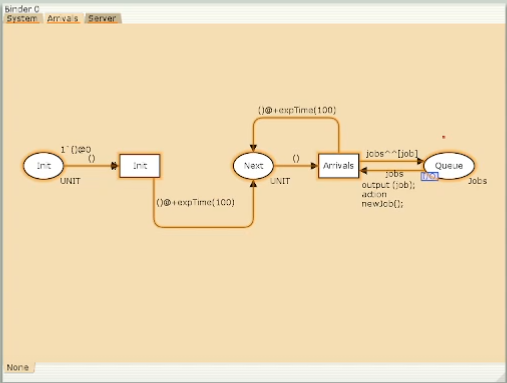 Binder 0
System Arrivals Server
()@+expTime(100)
1`()@0
()
Init
UNIT
Init
()@+expTime(100)
Next
UNIT
()
Arrivals
jobs^^[job]
jobs
Queue
I/O
Jobs
output (job);
action
newJob();
None